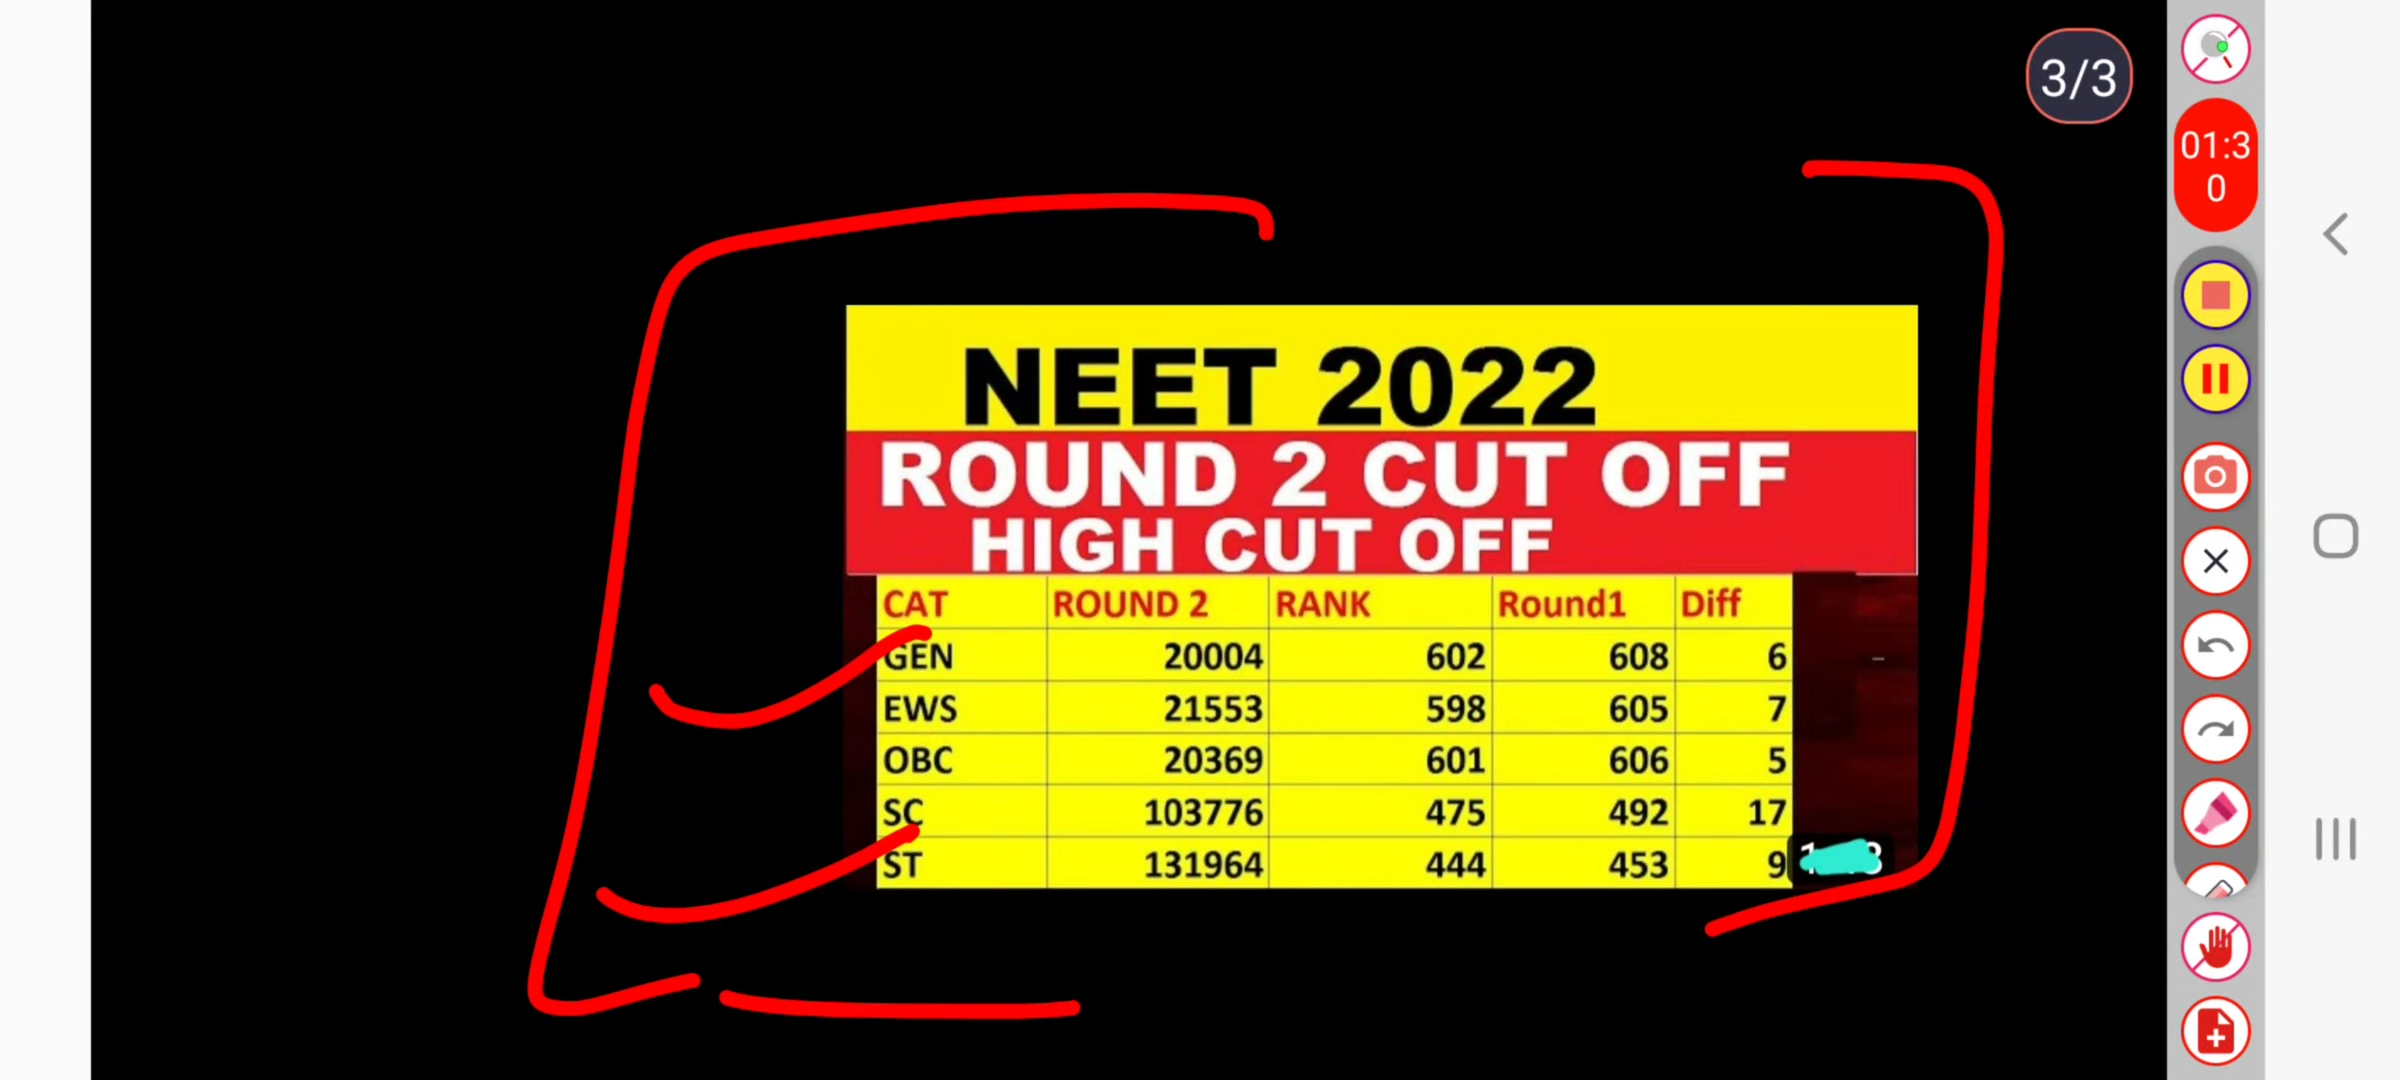 3/3
01:3
0
NEET 2022
ROUND 2 CUT OFF
HIGH CUT OFF
CAT ROUND 2 RANK Round1 Diff
GEN 20004 602 608 6
EWS 21553 598 605 7
OBC 20369 601 606 5
SC 103776 475 492 17
ST 131964 444 453 9